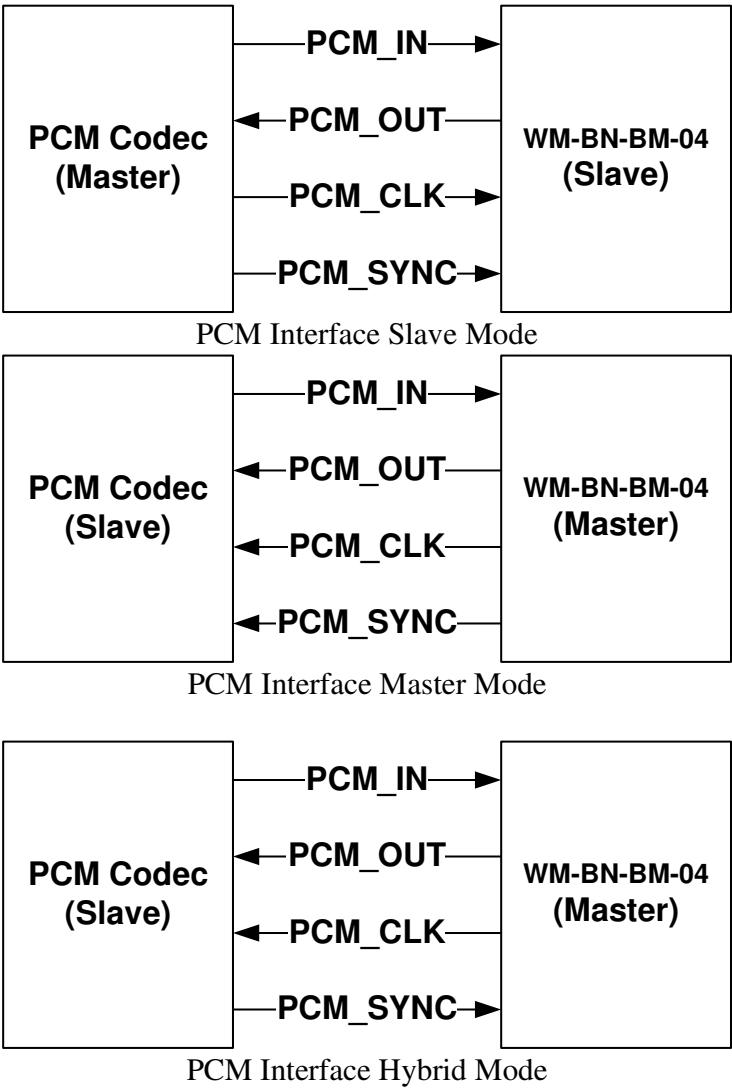 PCM_IN
PCM_OUT
PCM Codec
(Master)
WM-BN-BM-04
(Slave)
PCM_CLK
PCM_SYNC
PCM Interface Slave Mode
PCM_IN
PCM_OUT
PCM Codec
(Slave)
WM-BN-BM-04
(Master)
PCM_CLK
PCM_SYNC
PCM Interface Master Mode
PCM_IN
PCM_OUT
PCM Codec
(Slave)
WM-BN-BM-04
(Master)
PCM_CLK
PCM_SYNC
PCM Interface Hybrid Mode